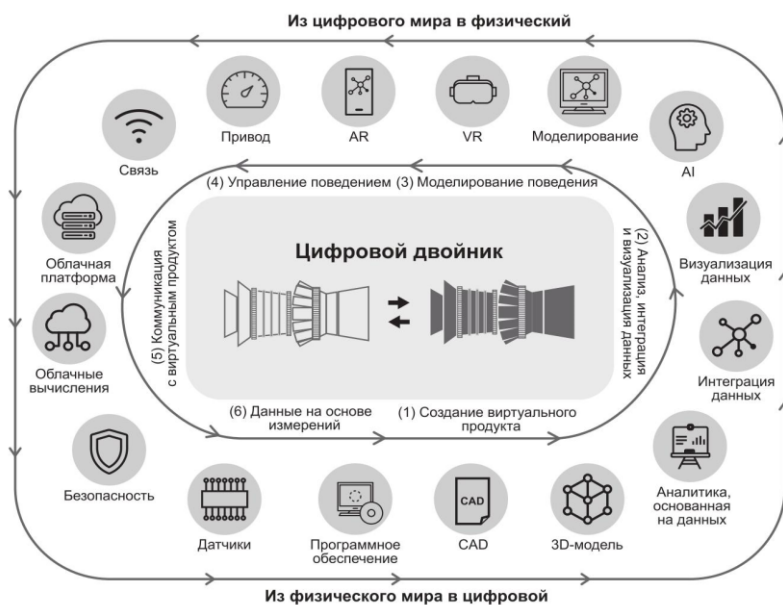 Из цифрового мира в физический
Привод
AR
VR
Моделирование
Связь
AI
(4) Управление поведением
(3) Моделирование поведения
Облачная
платформа
(5) Коммуникация
с виртуальным продуктом
Цифровой двойник
(2) Анализ, интеграция
и визуализация данных
Визуализация
данных
Облачные
вычисления
Интеграция
данных
(6) Данные на основе
измерений
(1) Создание виртуального
продукта
Безопасность
Датчики
Программное
обеспечение
CAD
CAD
3D-модель
Аналитика,
основанная
на данных
Из физического мира в цифровой